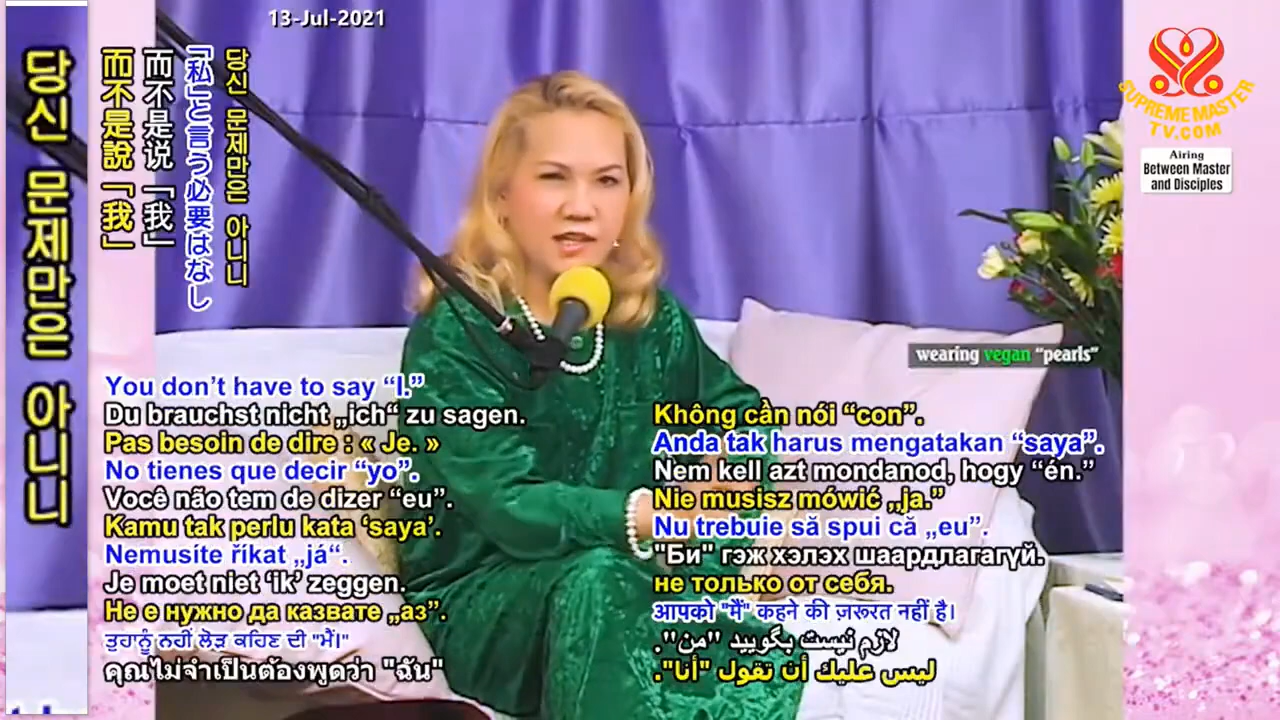 13-Jul-2021
당신 문제만은 아니니
而不是說「我」
而不是说「我」
「私」と言う必要はなし
당신 문제만은 아니니
SUPREME MASTER
TV.COM
Airing
Between Master
and Disciples
wearing vegan “pearls”
You don’t have to say “I.”
Du brauchst nicht „ich“ zu sagen.
Pas besoin de dire : « Je. »
No tienes que decir “yo”.
Você não tem de dizer “eu”.
Kamu tak perlu kata ‘saya’.
Nemusíte říkat „já“.
Je moet niet ‘ik’ zeggen.
Не е нужно да казвате „аз”.
ਤੁਹਾਨੂੰ ਨਹੀਂ ਲੋੜ ਕਹਿਣ ਦੀ "ਮੈਂ।"
คุณไม่จำเป็นต้องพูดว่า "ฉัน"
Không cần nói “con”.
Anda tak harus mengatakan “saya”.
Nem kell azt mondanod, hogy “én.”
Nie musisz mówić „ja.”
Nu trebuie să spui că „eu”.
"Би" гэж хэлэх шаардлагагүй.
не только от себя.
आपको "मैं" कहने की ज़रूरत नहीं है।
لازم نیست بگویید "من".
ليس عليك أن تقول "أنا".